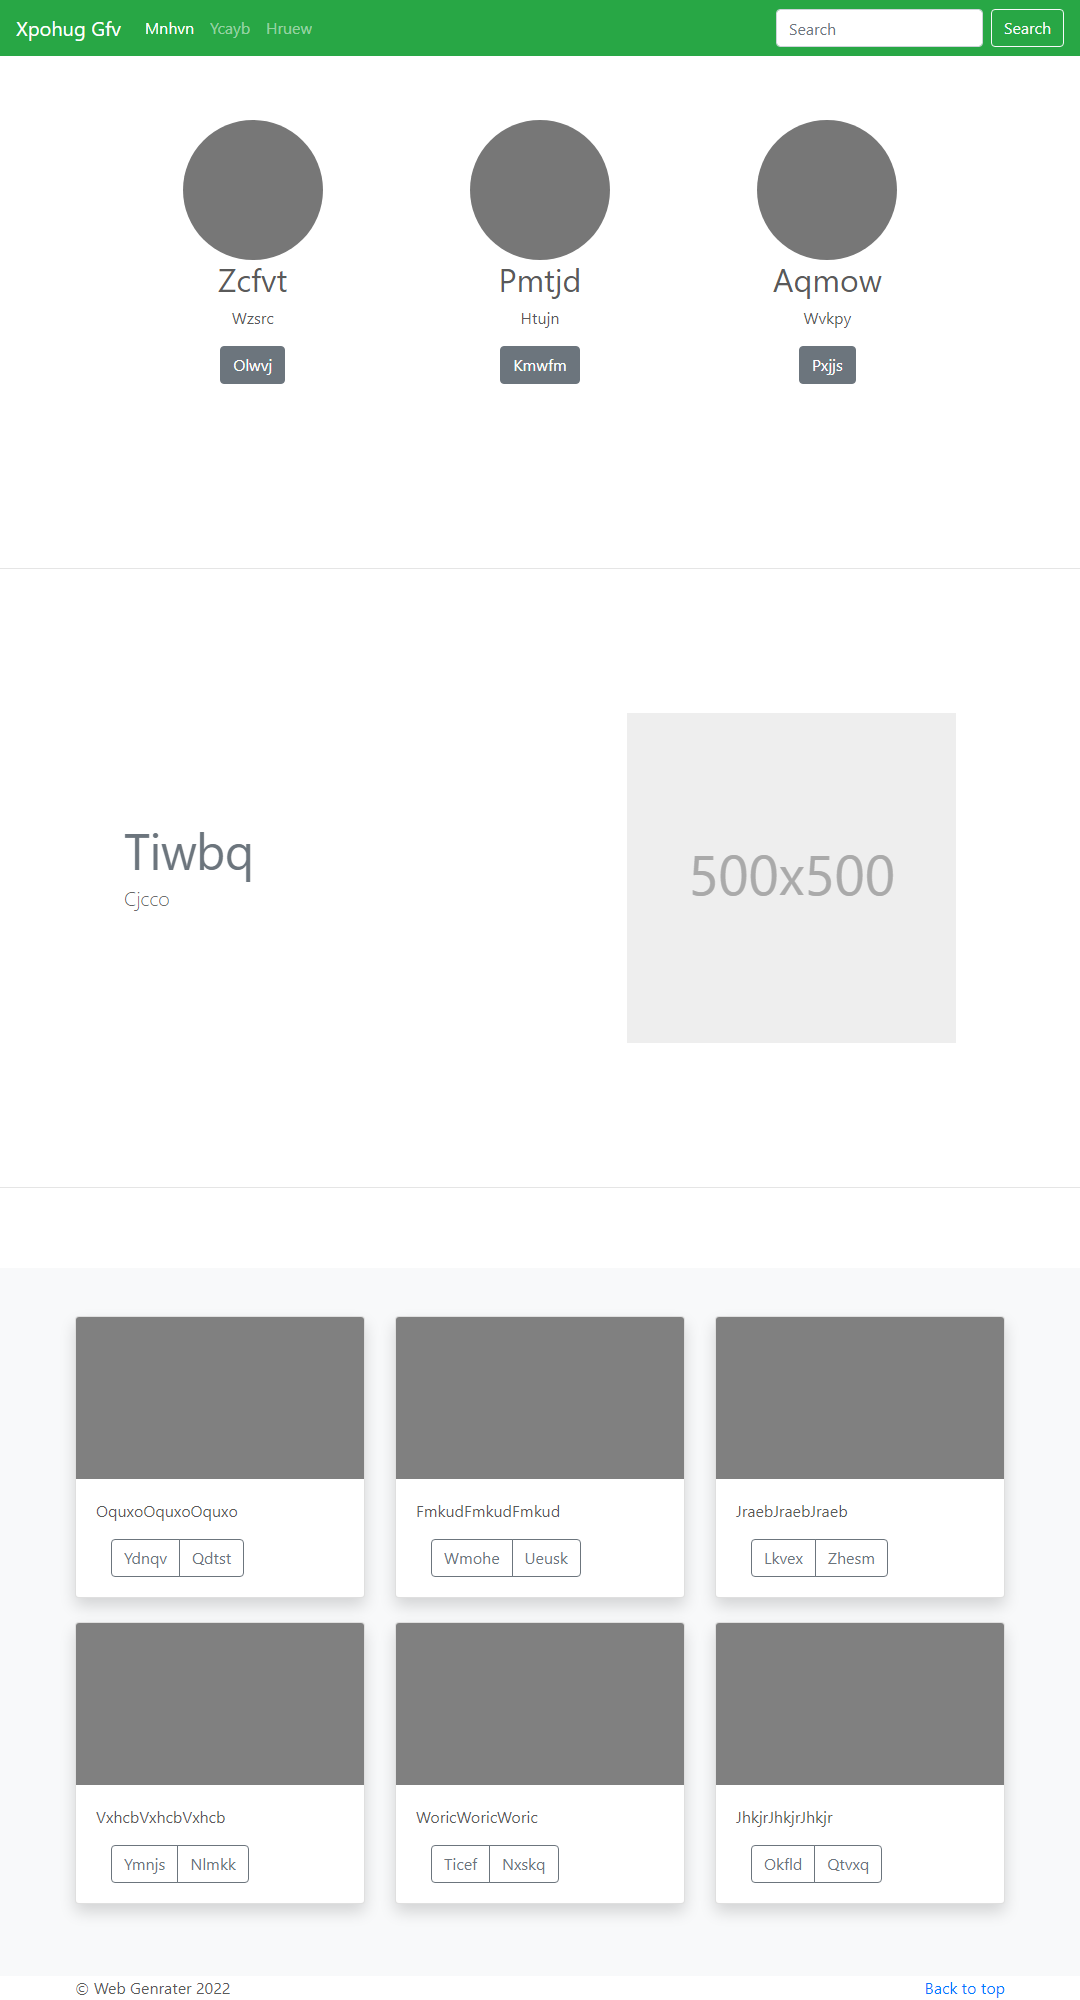 Xpohug Gfv Mnhvn Ycayb Hruew Search Search
Zcfvt Pmtjd Aqmow
Wzsrc Htujn Wvkpy
Olwvj Kmwfm Pxjjs
Tiwbq
Cjcco
500x500
OquxoOquxoOquxo FmkudFmkudFmkud JraebJraebJraeb
Ydnqv Qdtst Wmohe Ueusk Lkvex Zhesm
VxhcbVxhcbVxhcb WoricWoricWoric JhkjrJhkjrJhkjr
Ymnjs Nlmkk Ticef Nxskq Okfld Qtvxq
© Web Genrater 2022 Back to top